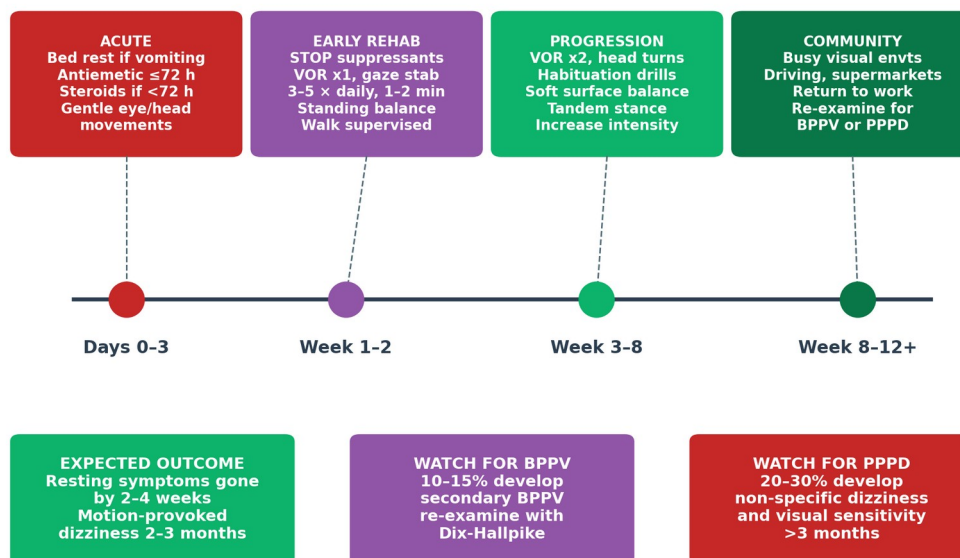 ACUTE
Bed rest if vomiting
Antiemetic ≤72 h
Steroids if <72 h
Gentle eye/head
movements
EARLY REHAB
STOP suppressants
VOR x1, gaze stab
3–5 × daily, 1–2 min
Standing balance
Walk supervised
PROGRESSION
VOR x2, head turns
Habituation drills
Soft surface balance
Tandem stance
Increase intensity
COMMUNITY
Busy visual envts
Driving, supermarkets
Return to work
Re-examine for
BPPV or PPPD
Days 0–3
Week 1–2
Week 3–8
Week 8–12+
EXPECTED OUTCOME
Resting symptoms gone
by 2–4 weeks
Motion-provoked
dizziness 2–3 months
WATCH FOR BPPV
10–15% develop
secondary BPPV
re-examine with
Dix-Hallpike
WATCH FOR PPPD
20–30% develop
non-specific dizziness
and visual sensitivity
>3 months